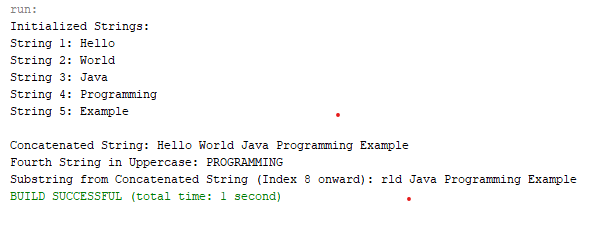 run:
Initialized Strings:
String 1: Hello
String 2: World
String 3: Java
String 4: Programming
String 5: Example
Concatenated String: Hello World Java Programming Example
Fourth String in Uppercase: PROGRAMMING
Substring from Concatenated String (Index 8 onward): rld Java Programming Example
BUILD SUCCESSFUL (total time: 1 second)